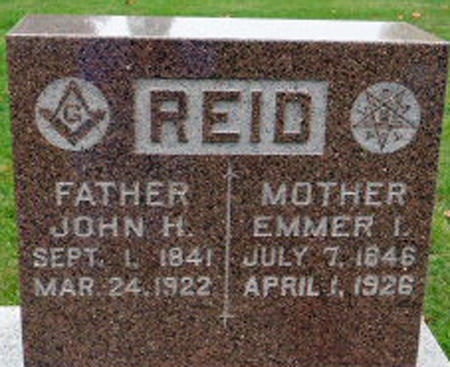 G
REID
FATHER
JOHN H.
SEPT. 1, 1841
MAR. 24, 1922
MOTHER
EMMER I.
JULY 7, 1846
APRIL 1, 1926